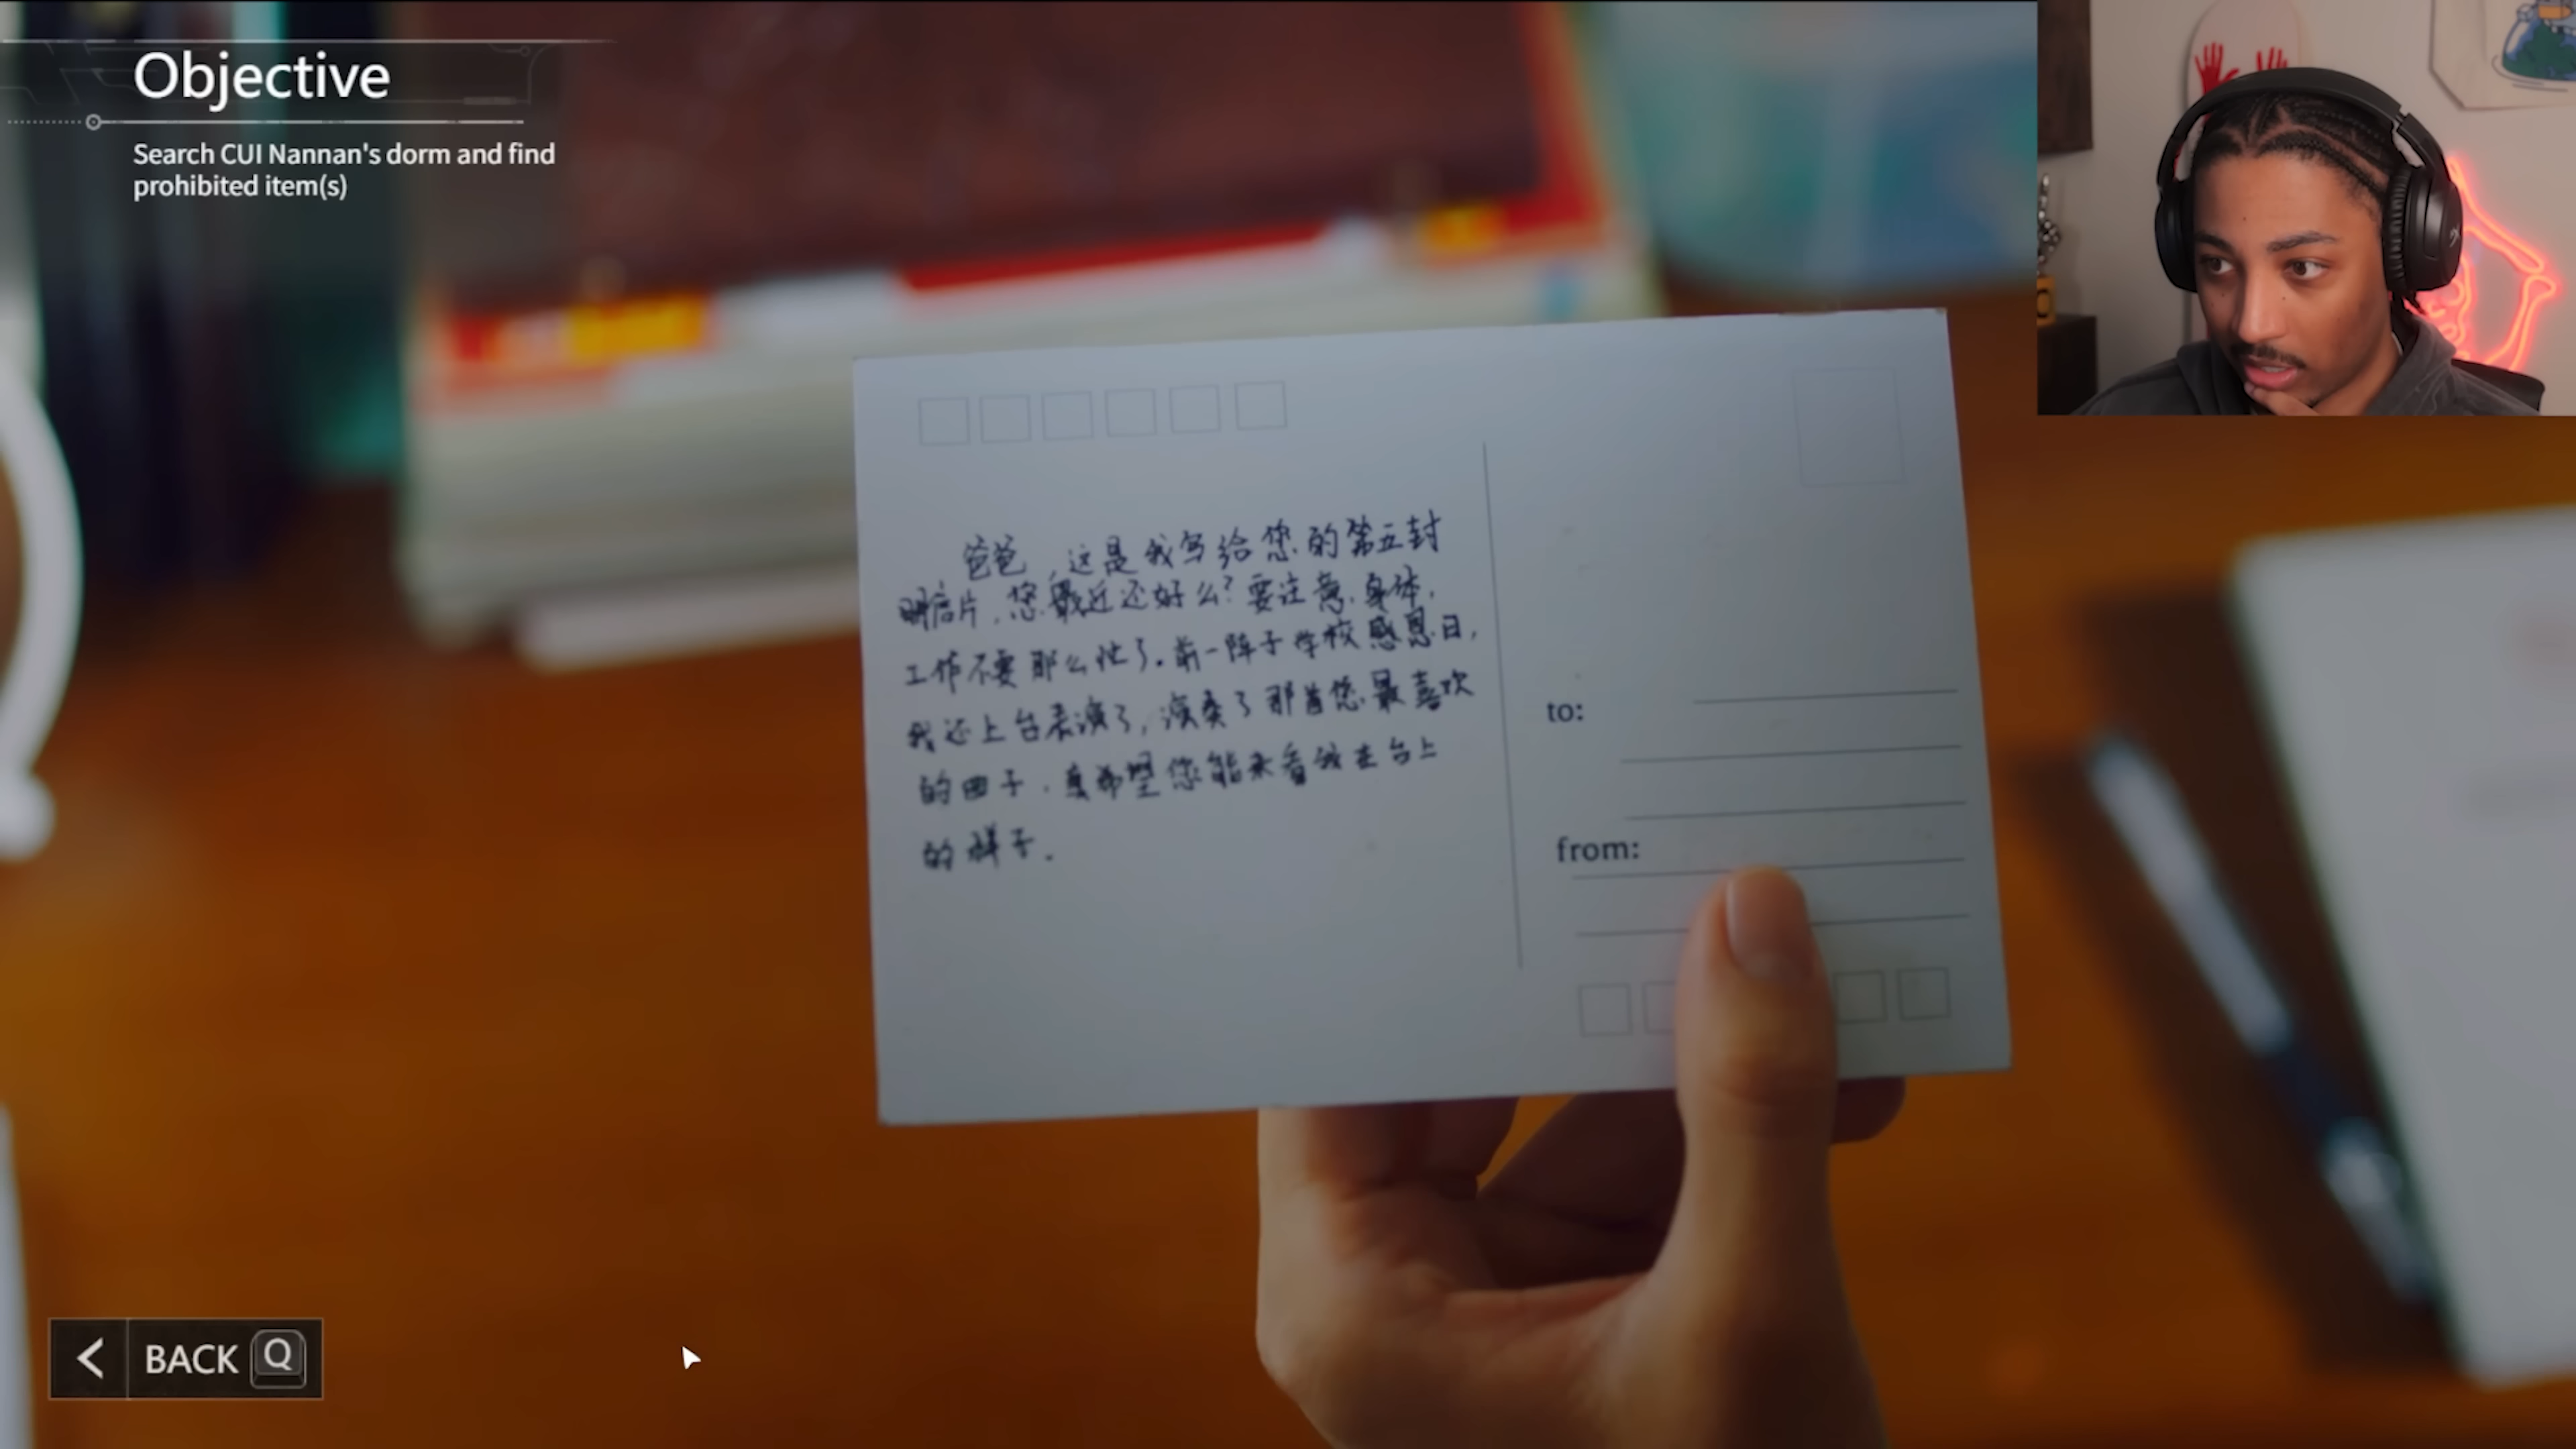 Objective
Search CUI Nannan's dorm and find
prohibited item(s)
爸爸，这是我写给您的第五封
明信片，您最近还好么？要注意身体，
工作不要那么忙了。前一阵子学校感恩日，
我还上台表演了，演奏了那首您最喜欢
的曲子。真希望您能来看我在台上
的样子。
to:
from:
BACK Q